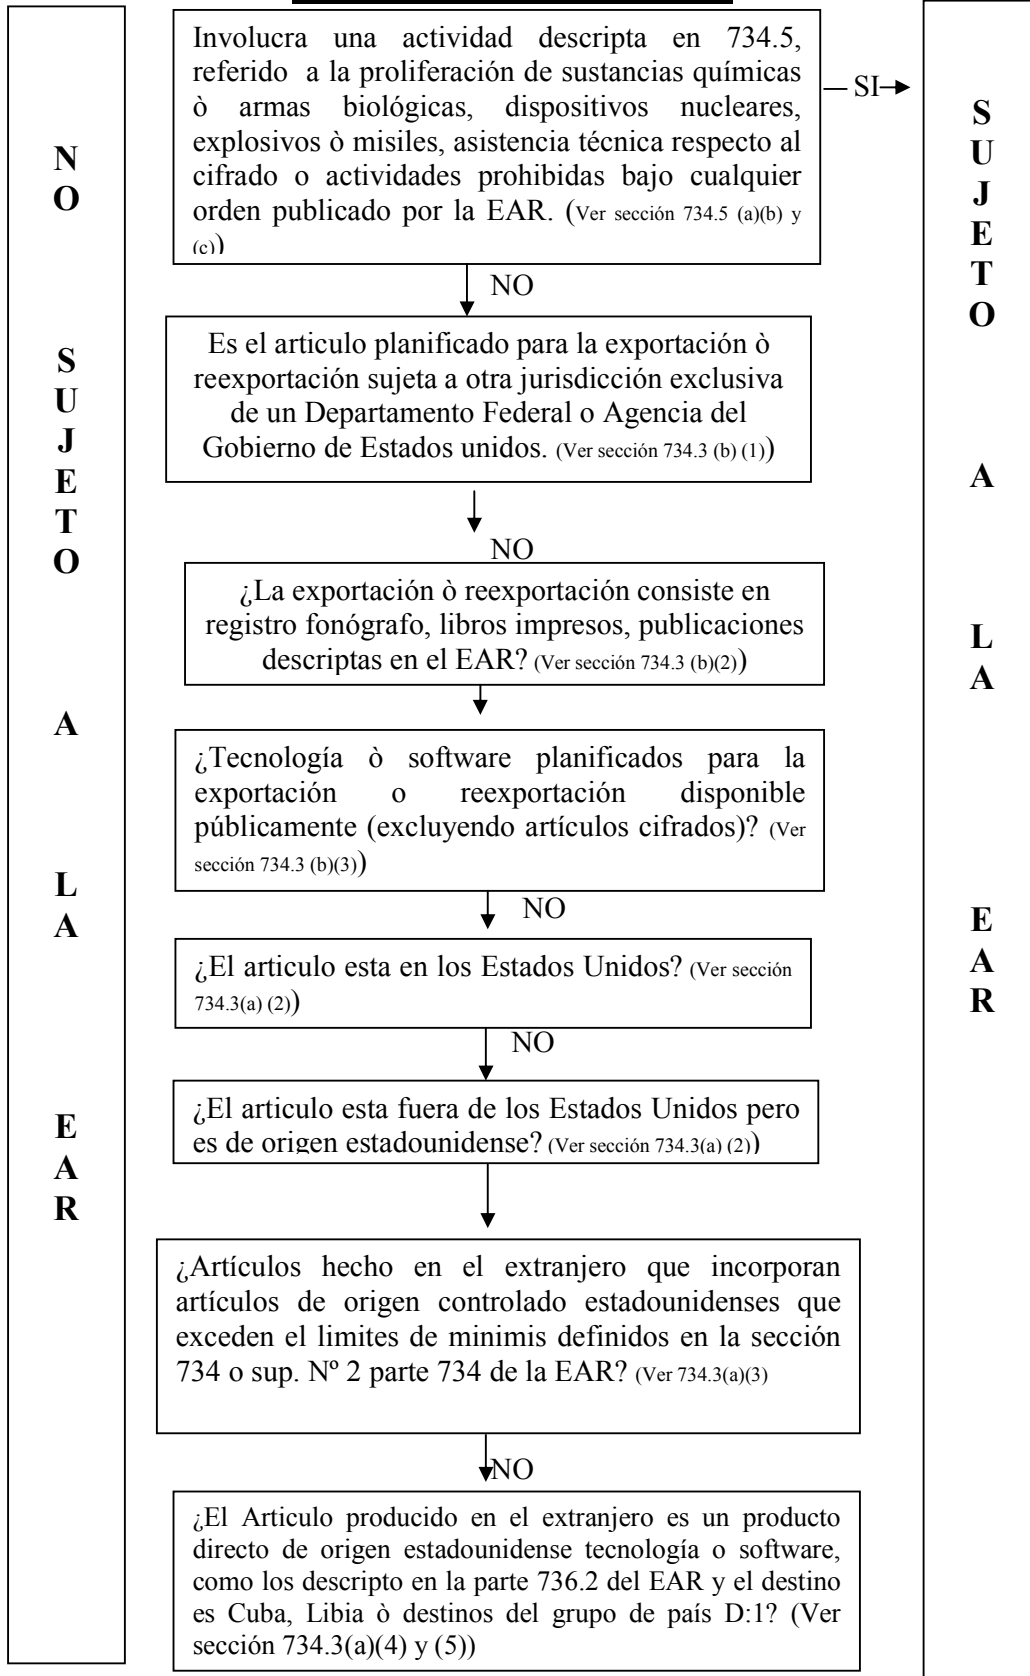 N
O
S
U
J
E
T
O
A
L
A
E
A
R
Involucra una actividad descripta en 734.5,
referido a la proliferación de sustancias químicas
ò armas biológicas, dispositivos nucleares,
explosivos ò misiles, asistencia técnica respecto al
cifrado o actividades prohibidas bajo cualquier
orden publicado por la EAR. (Ver sección 734.5 (a)(b) y
(c))
SI
NO
Es el articulo planificado para la exportación ò
reexportación sujeta a otra jurisdicción exclusiva
de un Departamento Federal o Agencia del
Gobierno de Estados unidos. (Ver sección 734.3 (b) (1))
NO
¿La exportación ò reexportación consiste en
registro fonógrafo, libros impresos, publicaciones
descriptas en el EAR? (Ver sección 734.3 (b)(2))
¿Tecnología ò software planificados para la
exportación o reexportación disponible
públicamente (excluyendo artículos cifrados)? (Ver
sección 734.3 (b)(3))
NO
¿El articulo esta en los Estados Unidos? (Ver sección
734.3(a) (2))
NO
¿El articulo esta fuera de los Estados Unidos pero
es de origen estadounidense? (Ver sección 734.3(a) (2))
¿Artículos hecho en el extranjero que incorporan
artículos de origen controlado estadounidenses que
exceden el limites de minimis definidos en la sección
734 o sup. Nº 2 parte 734 de la EAR? (Ver 734.3(a)(3)
NO
¿El Articulo producido en el extranjero es un producto
directo de origen estadounidense tecnología o software,
como los descripto en la parte 736.2 del EAR y el destino
es Cuba, Libia ò destinos del grupo de país D:1? (Ver
sección 734.3(a)(4) y (5))
S
U
J
E
T
O
A
L
A
E
A
R